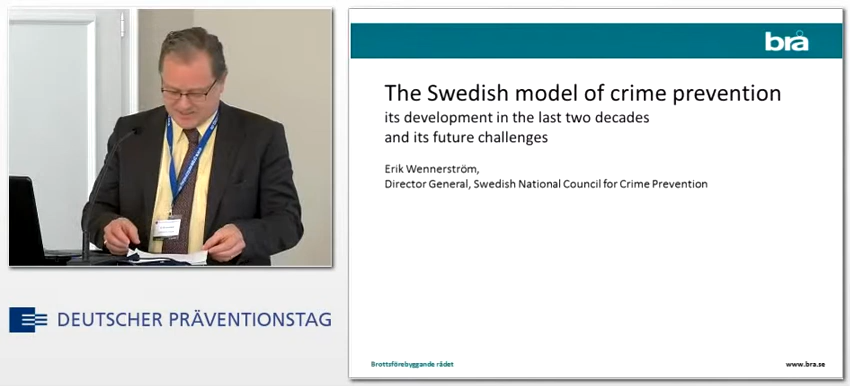 brå
The Swedish model of crime prevention
its development in the last two decades
and its future challenges
Erik Wennerström,
Director General, Swedish National Council for Crime Prevention
DEUTSCHER PRÄVENTIONSTAG
Brottsförebyggande rådet
www.bra.se